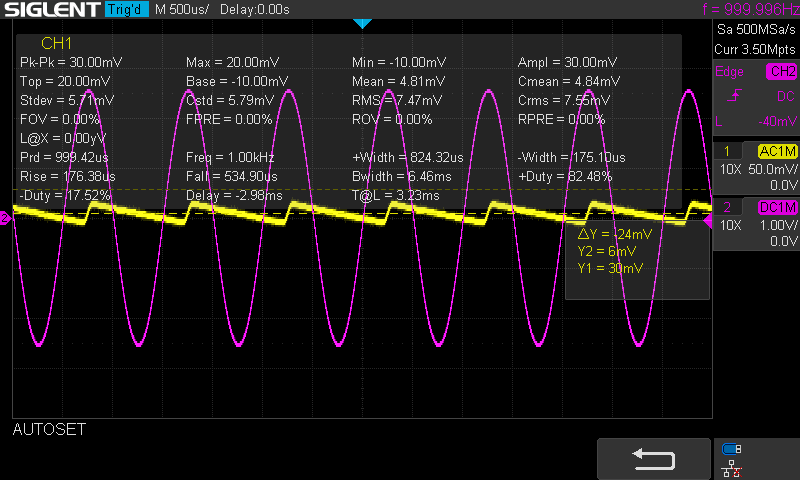 SIGLENT Trig'd M 500us/ Delay:0.00s f = 999.996Hz
Sa 500MSa/s
Curr 3.50Mpts
CH1
Pk-Pk = 30.00mV Max = 20.00mV Min = -10.00mV Ampl = 30.00mV
Top = 20.00mV Base = -10.00mV Mean = 4.81mV Cmean = 4.84mV
Stdev = 5.71mV Cstd = 5.79mV RMS = 7.47mV Crms = 7.55mV
FOV = 0.00% FPRE = 0.00% ROV = 0.00% RPRE = 0.00%
L@X = 0.00yV
Prd = 999.42us Freq = 1.00kHz +Width = 824.32us -Width = 175.10us
Rise = 176.38us Fall = 534.90us Bwidth = 6.46ms +Duty = 82.48%
-Duty = 17.52% Delay = -2.98ms T@L = 3.23ms
Edge CH2
DC
L -40mV
1 AC1M
10X 50.0mV/
0.0V
2 DC1M
10X 1.00V/
0.0V
2
△Y = -24mV
Y2 = 6mV
Y1 = 30mV
AUTOSET